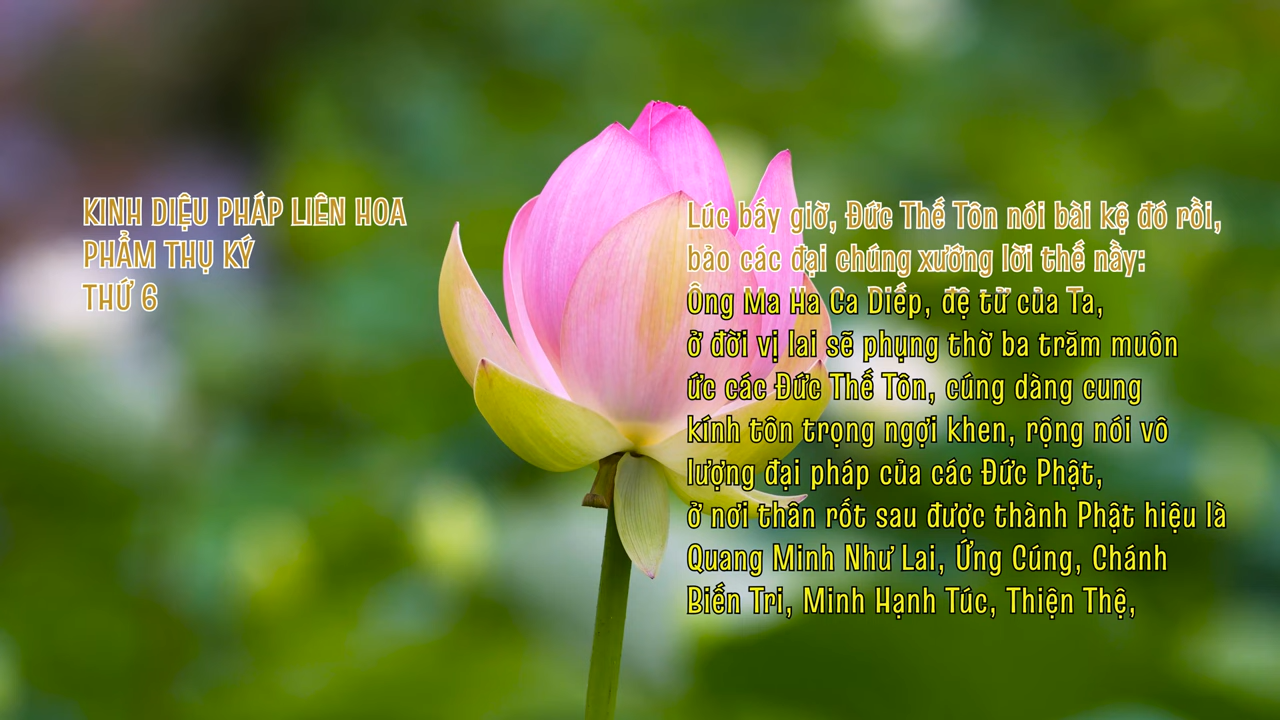 KINH DIỆU PHÁP LIÊN HOA
PHẨM THỤ KÝ
THỨ 6
Lúc bấy giờ, Đức Thế Tôn nói bài kệ đó rồi,
bảo các đại chúng xướng lời thế nầy:
Ông Ma Ha Ca Diếp, đệ tử của Ta,
ở đời vị lai sẽ phụng thờ ba trăm muôn
ức các Đức Thế Tôn, cúng dàng cung
kính tôn trọng ngợi khen, rộng nói vô
lượng đại pháp của các Đức Phật,
ở nơi thân rốt sau được thành Phật hiệu là
Quang Minh Như Lai, Ứng Cúng, Chánh
Biến Tri, Minh Hạnh Túc, Thiện Thệ,